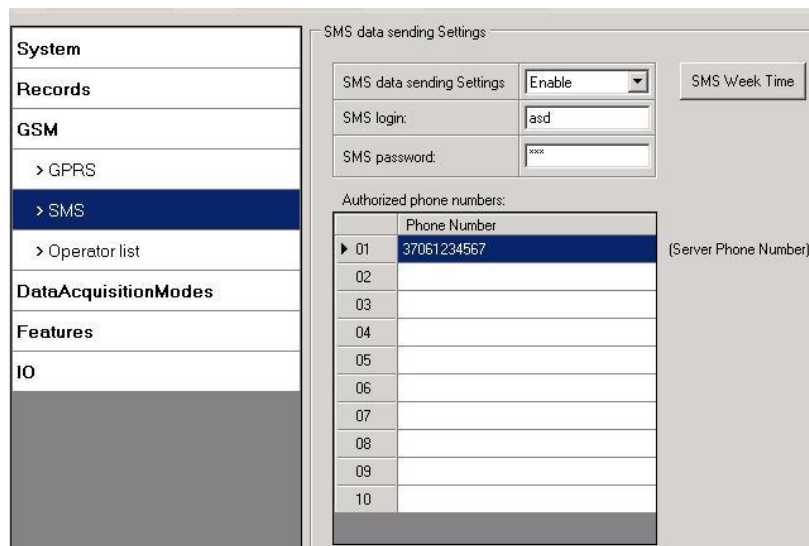 System
Records
GSM
> GPRS
> SMS
> Operator list
DataAcquisitionModes
Features
IO
SMS data sending Settings
SMS data sending Settings Enable
SMS Week Time
SMS login: asd
SMS password: xxx
Authorized phone numbers:
Phone Number
01 37061234567 (Server Phone Number)
02
03
04
05
06
07
08
09
10